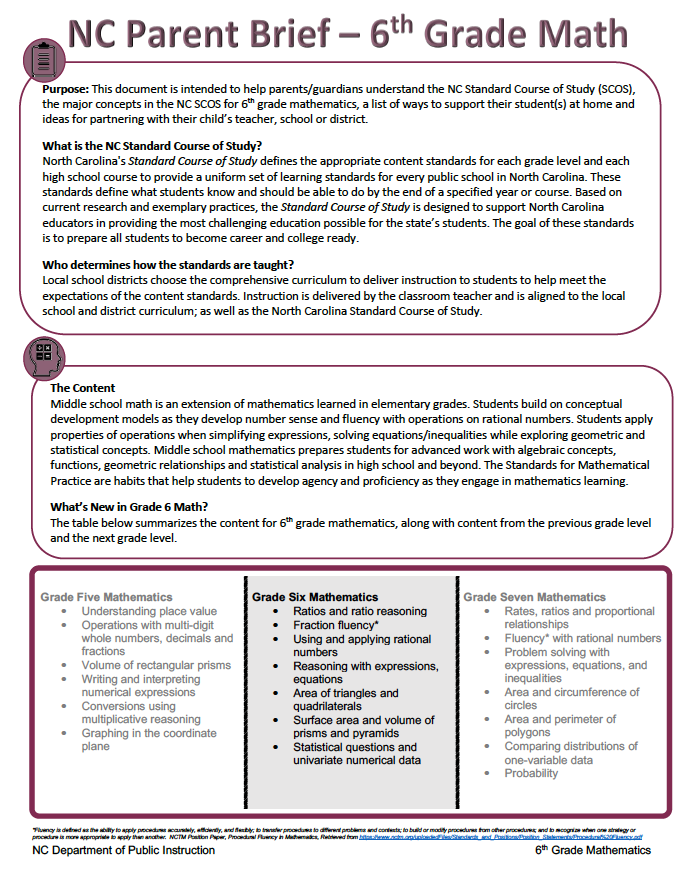 NC Parent Brief – 6th Grade Math
Purpose: This document is intended to help parents/guardians understand the NC Standard Course of Study (SCOS),
the major concepts in the NC SCOS for 6th grade mathematics, a list of ways to support their student(s) at home and
ideas for partnering with their child's teacher, school or district.
What is the NC Standard Course of Study?
North Carolina's Standard Course of Study defines the appropriate content standards for each grade level and each
high school course to provide a uniform set of learning standards for every public school in North Carolina. These
standards define what students know and should be able to do by the end of a specified year or course. Based on
current research and exemplary practices, the Standard Course of Study is designed to support North Carolina
educators in providing the most challenging education possible for the state's students. The goal of these standards
is to prepare all students to become career and college ready.
Who determines how the standards are taught?
Local school districts choose the comprehensive curriculum to deliver instruction to students to help meet the
expectations of the content standards. Instruction is delivered by the classroom teacher and is aligned to the local
school and district curriculum; as well as the North Carolina Standard Course of Study.
The Content
Middle school math is an extension of mathematics learned in elementary grades. Students build on conceptual
development models as they develop number sense and fluency with operations on rational numbers. Students apply
properties of operations when simplifying expressions, solving equations/inequalities while exploring geometric and
statistical concepts. Middle school mathematics prepares students for advanced work with algebraic concepts,
functions, geometric relationships and statistical analysis in high school and beyond. The Standards for Mathematical
Practice are habits that help students to develop agency and proficiency as they engage in mathematics learning.
What's New in Grade 6 Math?
The table below summarizes the content for 6th grade mathematics, along with content from the previous grade level
and the next grade level.
Grade Five Mathematics
• Understanding place value
• Operations with multi-digit
whole numbers, decimals and
fractions
• Volume of rectangular prisms
• Writing and interpreting
numerical expressions
• Conversions using
multiplicative reasoning
• Graphing in the coordinate
plane
Grade Six Mathematics
• Ratios and ratio reasoning
• Fraction fluency*
• Using and applying rational
numbers
• Reasoning with expressions,
equations
• Area of triangles and
quadrilaterals
• Surface area and volume of
prisms and pyramids
• Statistical questions and
univariate numerical data
Grade Seven Mathematics
• Rates, ratios and proportional
relationships
• Fluency* with rational numbers
• Problem solving with
expressions, equations, and
inequalities
• Area and circumference of
circles
• Area and perimeter of
polygons
• Comparing distributions of
one-variable data
• Probability
*Fluency is defined as the ability to apply procedures accurately, efficiently, and flexibly; to transfer procedures to different problems and contexts; to build or modify procedures from other procedures; and to recognize when one strategy or
procedure is more appropriate to apply than another. NCTM Position Paper, Procedural Fluency in Mathematics, Retrieved from https://www.nctm.org/uploadedFiles/Standards_and_Positions/Position_Statements/Procedural%20Fluency.pdf
NC Department of Public Instruction
6th Grade Mathematics